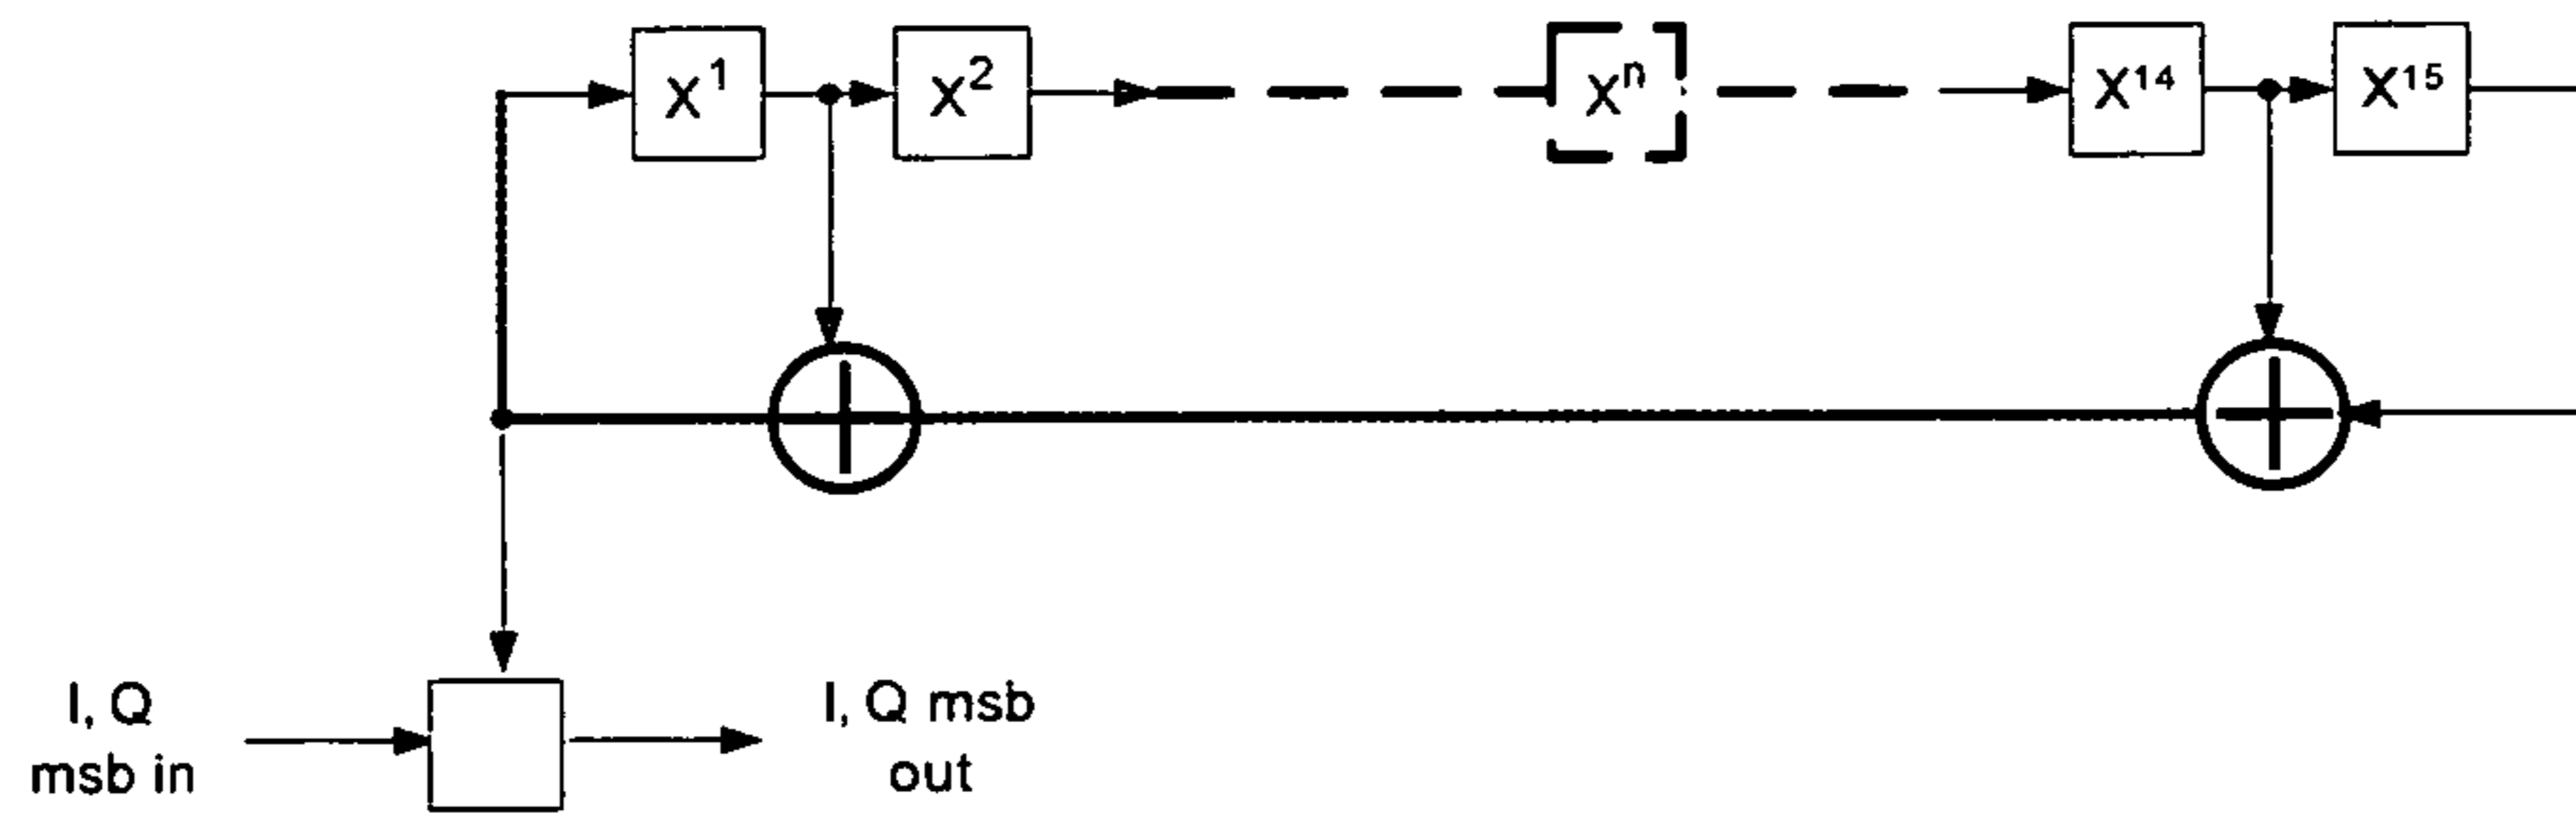 X¹ X² Xⁿ X¹⁴ X¹⁵
I, Q
msb in
I, Q msb
out